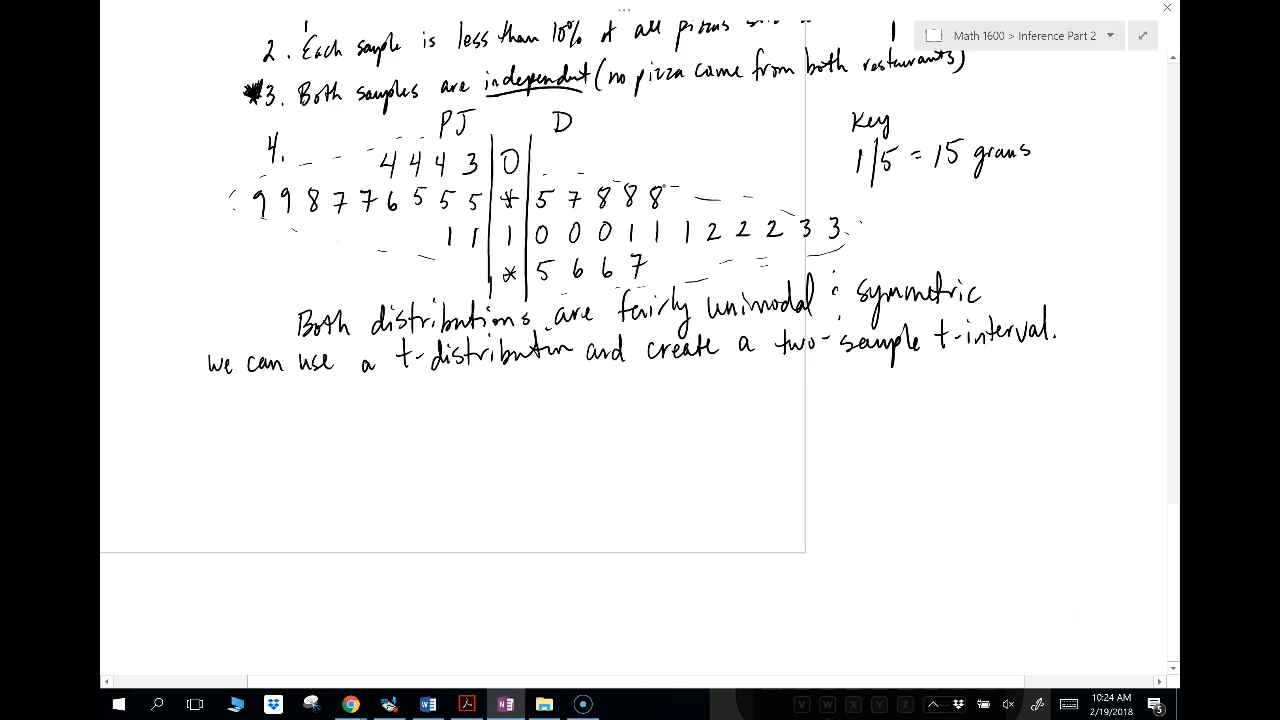 Math 1600 > Inference Part 2
2. Each sample is less than 10% of all pizzas
*3. Both samples are independent (no pizza came from both restaurants)
PJ D Key
4. 4 4 4 3 | 0 | 1|5 = 15 grams
9 9 8 7 7 6 5 5 5 | * | 5 7 8 8 8
1 1 | 1 | 0 0 0 1 1 1 2 2 2 3 3
| * | 5 6 6 7
Both distributions are fairly unimodal & symmetric
we can use a t-distribution and create a two-sample t-interval.
10:24 AM
2/19/2018
5